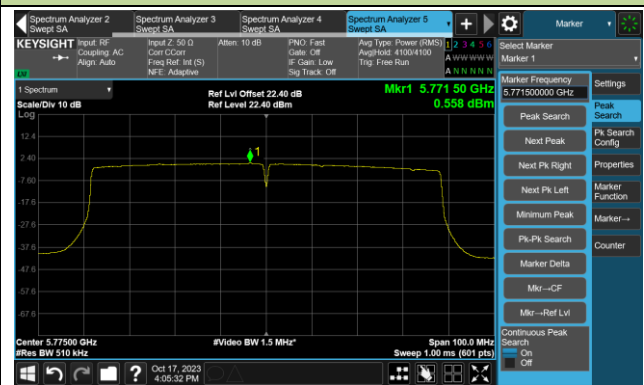 Spectrum Analyzer 2
Swept SA
Spectrum Analyzer 3
Swept SA
Spectrum Analyzer 4
Swept SA
Spectrum Analyzer 5
Swept SA
Marker
KEYSIGHT
Input: RF
Coupling: AC
Align: Auto
Input Z: 50 Ω
Corr CCorr
Freq Ref: Int (S)
NFE: Adaptive
Atten: 10 dB
PNO: Fast
Gate: Off
IF Gain: Low
Sig Track: Off
Avg Type: Power (RMS)
Avg|Hold: 4100/4100
Trig: Free Run
1 2 3 4 5 6
A W W W W W
A N N N N N
Select Marker
Marker 1
1 Spectrum
Scale/Div 10 dB
Log
Ref Lvl Offset 22.40 dB
Ref Level 22.40 dBm
Mkr1 5.771 50 GHz
0.558 dBm
12.4
2.40
-7.60
-17.6
-27.6
-37.6
-47.6
-57.6
-67.6
1
Center 5.77500 GHz
#Res BW 510 kHz
#Video BW 1.5 MHz*
Span 100.0 MHz
Sweep 1.00 ms (601 pts)
Marker Frequency
5.771500000 GHz
Peak Search
Next Peak
Next Pk Right
Next Pk Left
Minimum Peak
Pk-Pk Search
Marker Delta
Mkr→CF
Mkr→Ref Lvl
Continuous Peak
Search
On
Off
Settings
Peak
Search
Pk Search
Config
Properties
Marker
Function
Marker→
Counter
Oct 17, 2023
4:05:32 PM